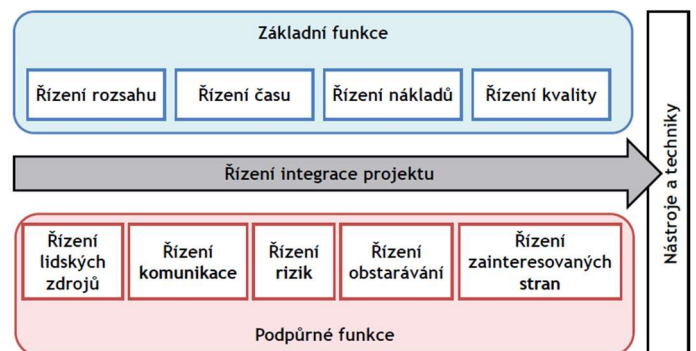 Základní funkce
Řízení rozsahu
Řízení času
Řízení nákladů
Řízení kvality
Řízení integrace projektu
Nástroje a techniky
Řízení
lidských
zdrojů
Řízení
komunikace
Řízení
rizik
Řízení
obstarávání
Řízení
zainteresovaných
stran
Podpůrné funkce